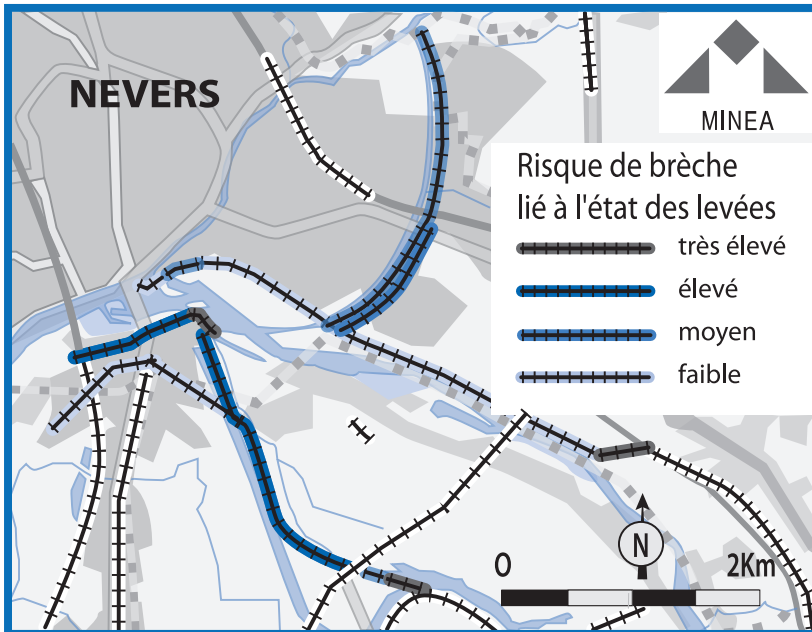 NEVERS
MINEA
Risque de brèche
lié à l'état des levées
très élevé
élevé
moyen
faible
N
0 2Km